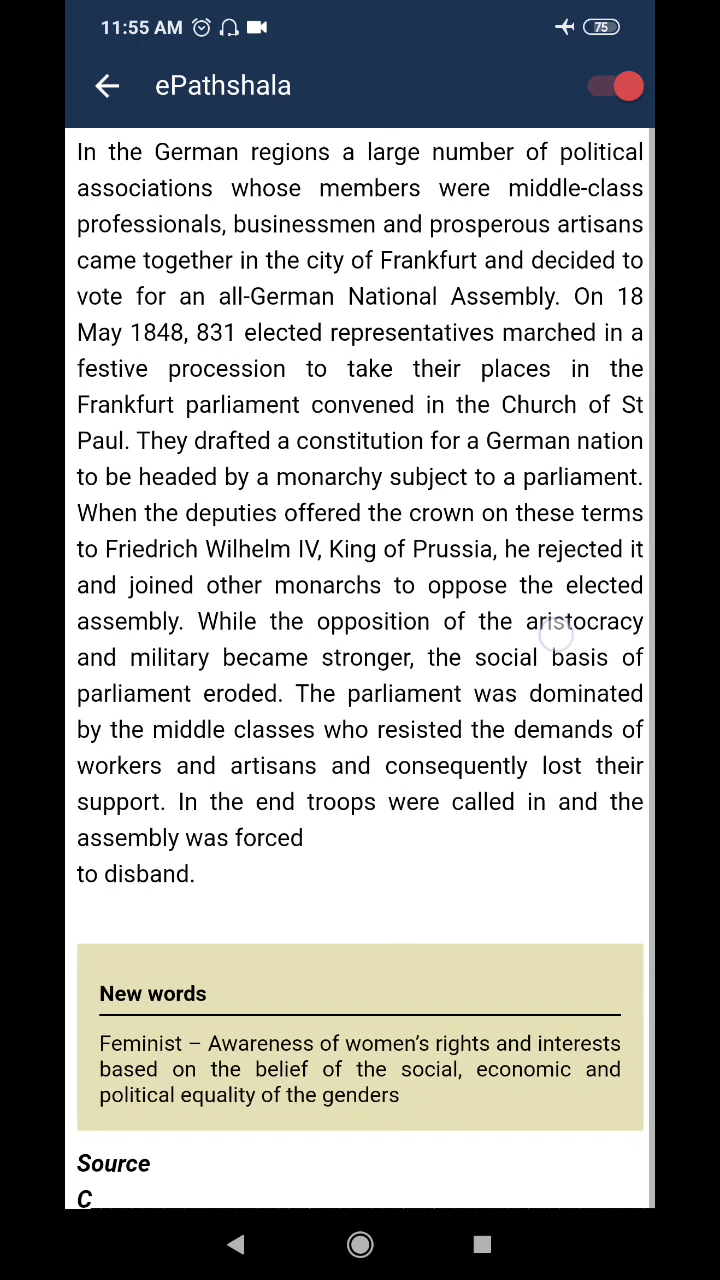 11:55 AM
75
ePathshala
In the German regions a large number of political
associations whose members were middle-class
professionals, businessmen and prosperous artisans
came together in the city of Frankfurt and decided to
vote for an all-German National Assembly. On 18
May 1848, 831 elected representatives marched in a
festive procession to take their places in the
Frankfurt parliament convened in the Church of St
Paul. They drafted a constitution for a German nation
to be headed by a monarchy subject to a parliament.
When the deputies offered the crown on these terms
to Friedrich Wilhelm IV, King of Prussia, he rejected it
and joined other monarchs to oppose the elected
assembly. While the opposition of the aristocracy
and military became stronger, the social basis of
parliament eroded. The parliament was dominated
by the middle classes who resisted the demands of
workers and artisans and consequently lost their
support. In the end troops were called in and the
assembly was forced
to disband.
New words
Feminist – Awareness of women’s rights and interests
based on the belief of the social, economic and
political equality of the genders
Source
C